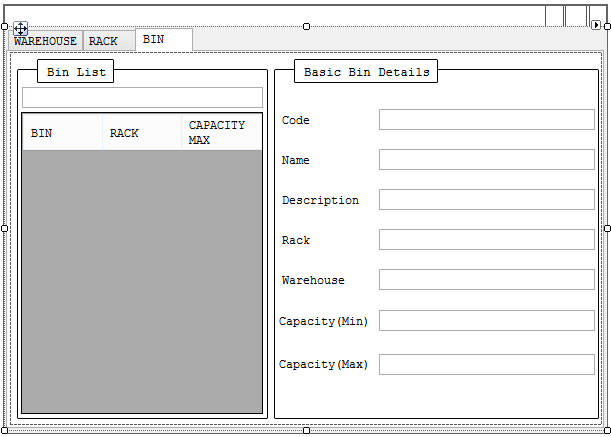 WAREHOUSE RACK BIN
Bin List
BIN RACK CAPACITY
MAX
Basic Bin Details
Code
Name
Description
Rack
Warehouse
Capacity(Min)
Capacity(Max)